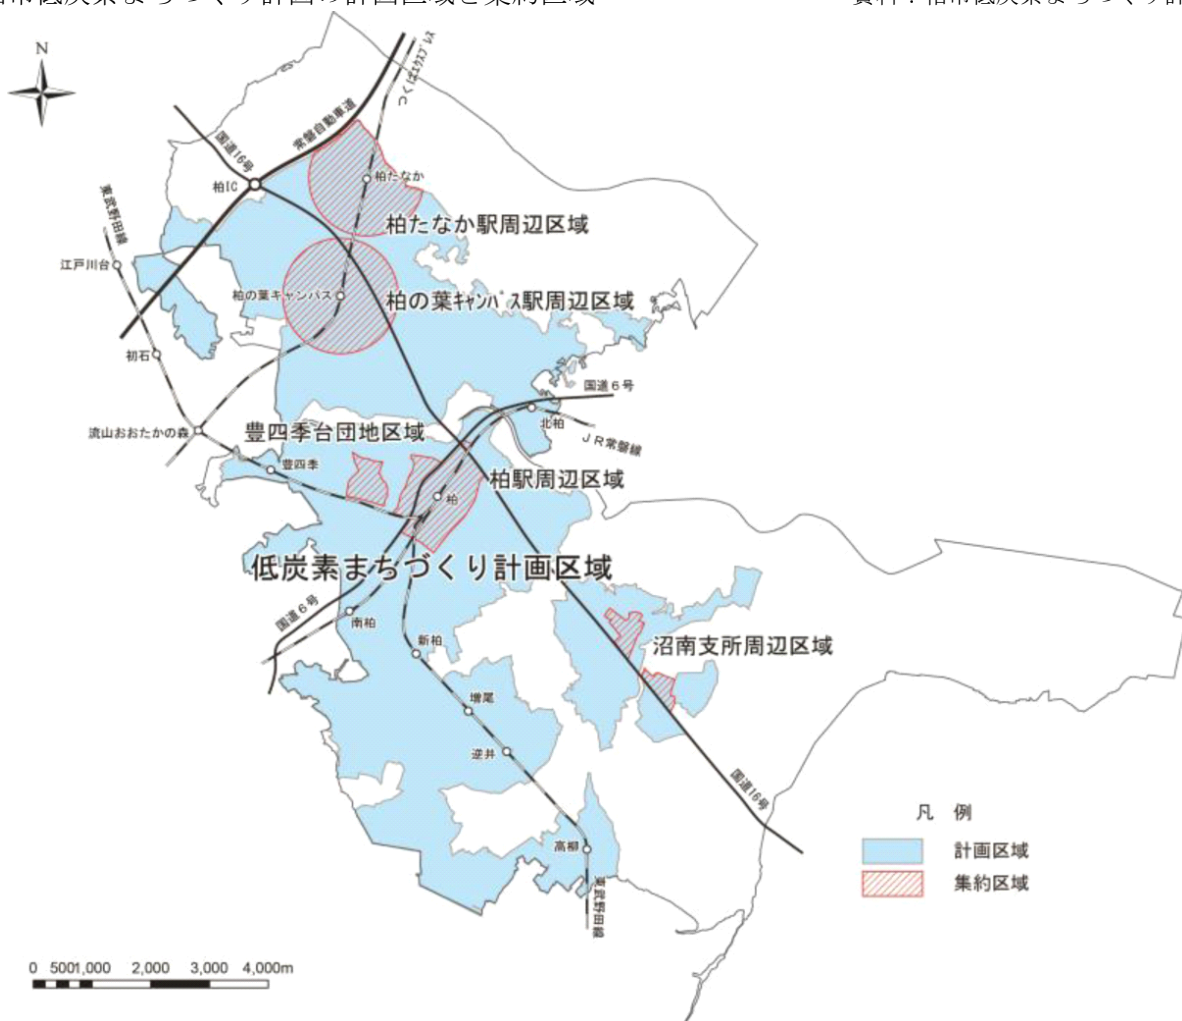 柏市低炭素まちづくり計画の計画区域と集約区域
資料：柏市低炭素まちづくり計
N
つくばエクスプレス
常磐自動車道
国道16号
柏IC
柏たなか
東武野田線
柏たなか駅周辺区域
江戸川台
柏の葉キャンパス
柏の葉ｷｬﾝﾊﾟｽ駅周辺区域
初石
国道６号
北柏
ＪＲ常磐線
流山おおたかの森
豊四季台団地区域
豊四季
柏駅周辺区域
柏
低炭素まちづくり計画区域
国道６号
南柏
新柏
沼南支所周辺区域
増尾
逆井
国道16号
高柳
東武野田線
凡 例
計画区域
集約区域
0 500 1,000 2,000 3,000 4,000m